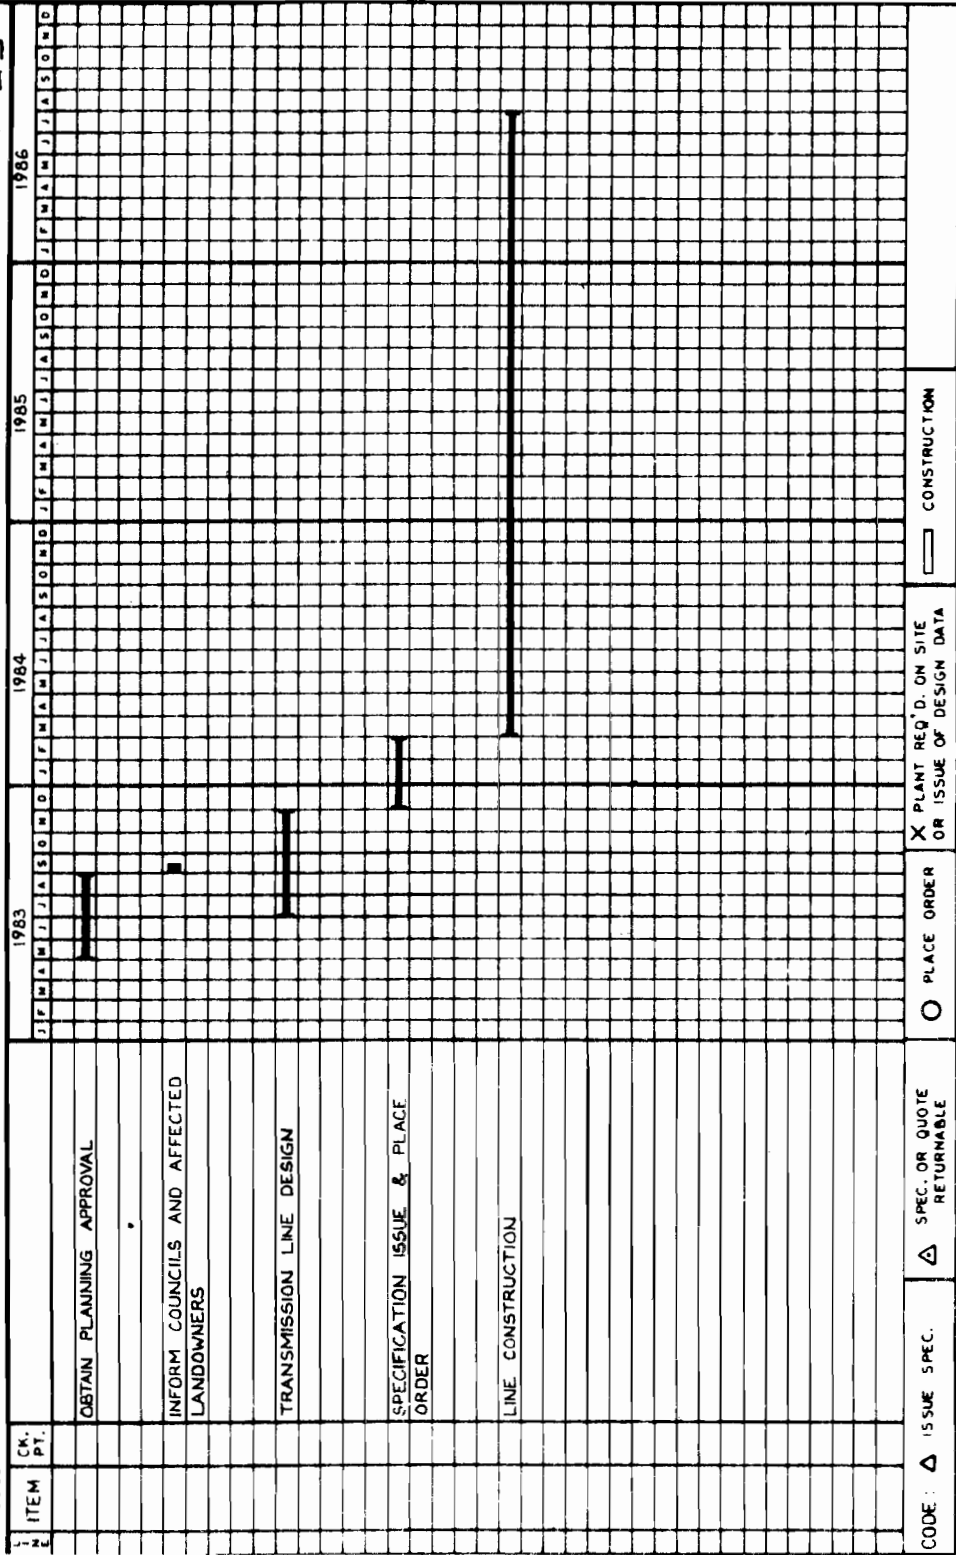 LINE
ITEM
CK. PT.
1983
1984
1985
1986
J F M A M J J A S O N D
J F M A M J J A S O N D
J F M A M J J A S O N D
J F M A M J J A S O N D
OBTAIN PLANNING APPROVAL
INFORM COUNCILS AND AFFECTED
LANDOWNERS
TRANSMISSION LINE DESIGN
SPECIFICATION ISSUE & PLACE
ORDER
LINE CONSTRUCTION
CODE : △ ISSUE SPEC.
△ SPEC. OR QUOTE
RETURNABLE
○ PLACE ORDER
X PLANT REQ'D. ON SITE
OR ISSUE OF DESIGN DATA
CONSTRUCTION